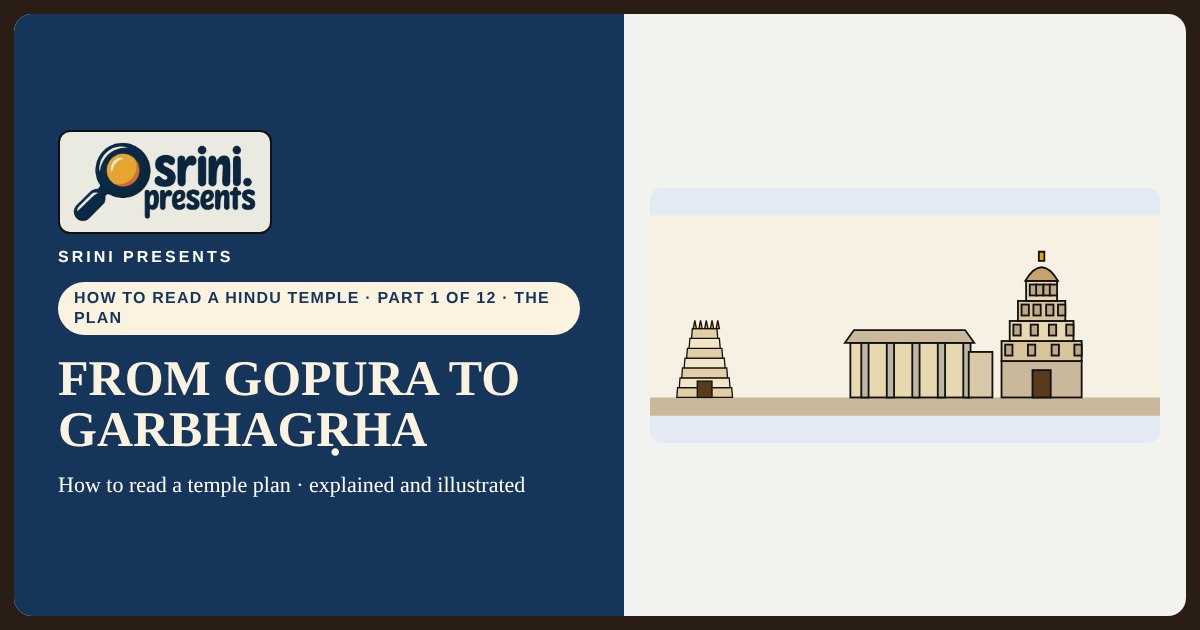 srini.
presents
SRINI PRESENTS
HOW TO READ A HINDU TEMPLE · PART 1 OF 12 · THE
PLAN
FROM GOPURA TO
GARBHAGṚHA
How to read a temple plan · explained and illustrated